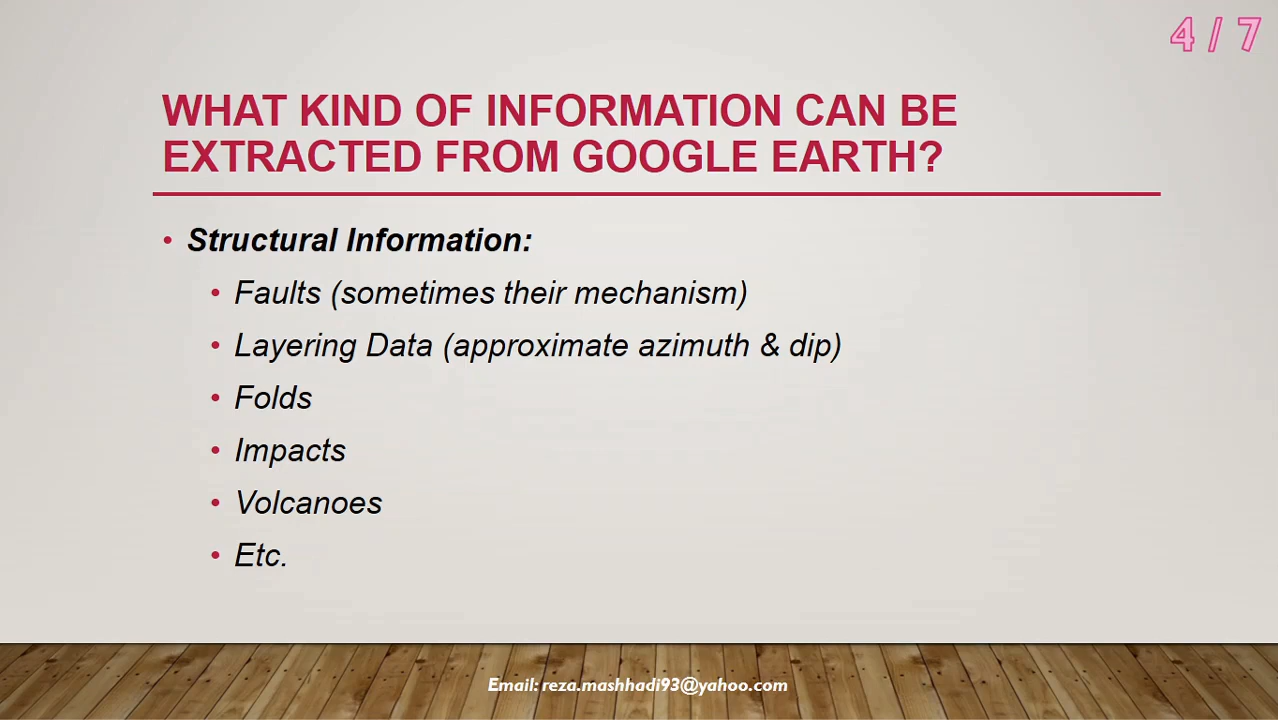 4 / 7
WHAT KIND OF INFORMATION CAN BE
EXTRACTED FROM GOOGLE EARTH?
• Structural Information:
• Faults (sometimes their mechanism)
• Layering Data (approximate azimuth & dip)
• Folds
• Impacts
• Volcanoes
• Etc.
Email: reza.mashhadi93@yahoo.com